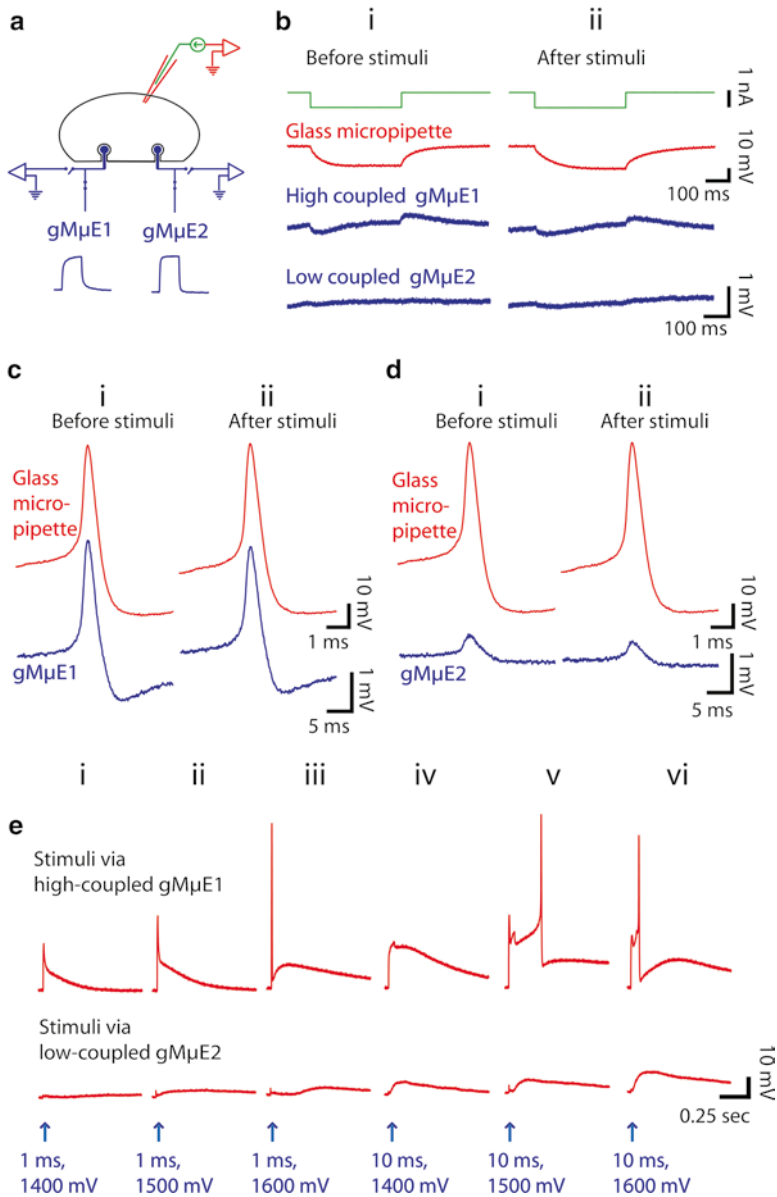 a
gMµE1
gMµE2
b
i
ii
Before stimuli
After stimuli
1 nA
Glass micropipette
10 mV
100 ms
High coupled gMµE1
Low coupled gMµE2
1 mV
100 ms
c
i
ii
Before stimuli
After stimuli
Glass
micro-
pipette
10 mV
1 ms
gMµE1
1 mV
5 ms
d
i
ii
Before stimuli
After stimuli
10 mV
1 ms
gMµE2
1 mV
5 ms
i
ii
iii
iv
v
vi
e
Stimuli via
high-coupled gMµE1
Stimuli via
low-coupled gMµE2
10 mV
0.25 sec
1 ms,
1400 mV
1 ms,
1500 mV
1 ms,
1600 mV
10 ms,
1400 mV
10 ms,
1500 mV
10 ms,
1600 mV